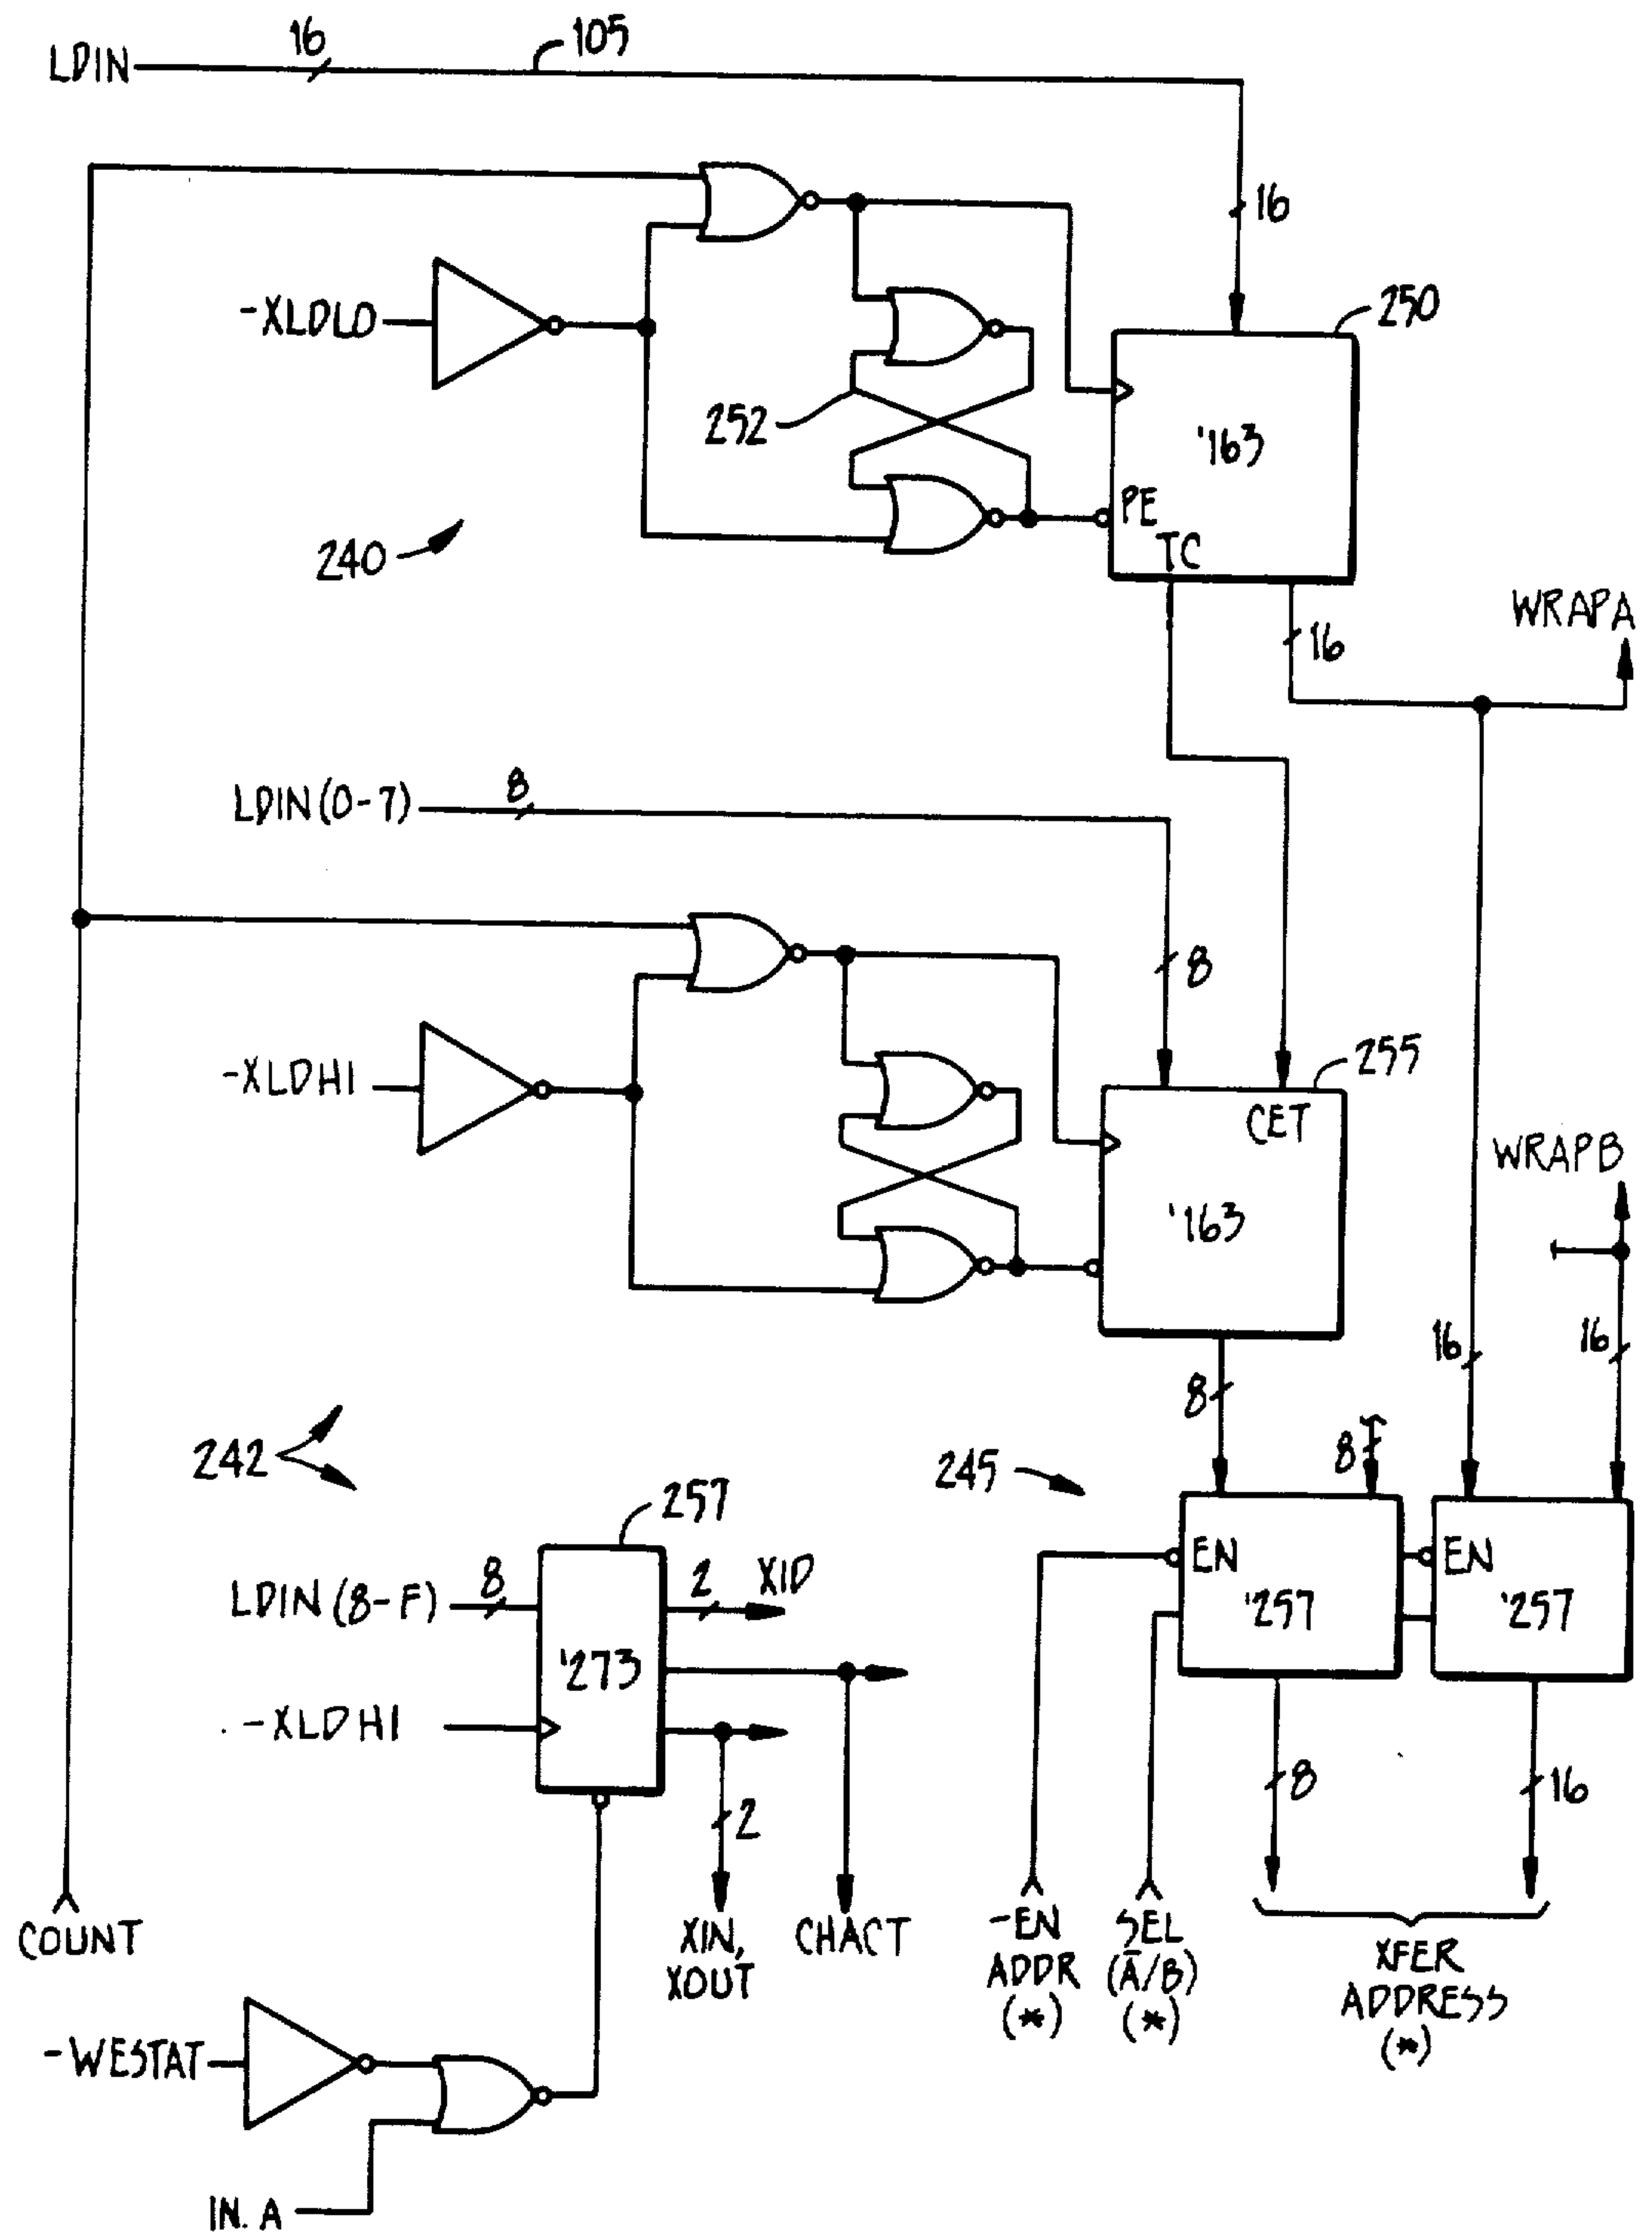 LDIN
16
105
16
-XLDLO
250
252
'163
PE
TC
240
16
WRAPA
LDIN(0-7)
8
8
-XLDHI
255
CET
WRAPB
'163
16
16
8
8
242
245
257
LDIN(8-F)
8
2
XID
EN
EN
'257
'257
'273
-XLDHI
8
16
2
COUNT
XIN,
XOUT
CHACT
-EN
ADDR
(*)
SEL
(A̅/B)
(*)
XFER
ADDRESS
(*)
-WESTAT
IN. A